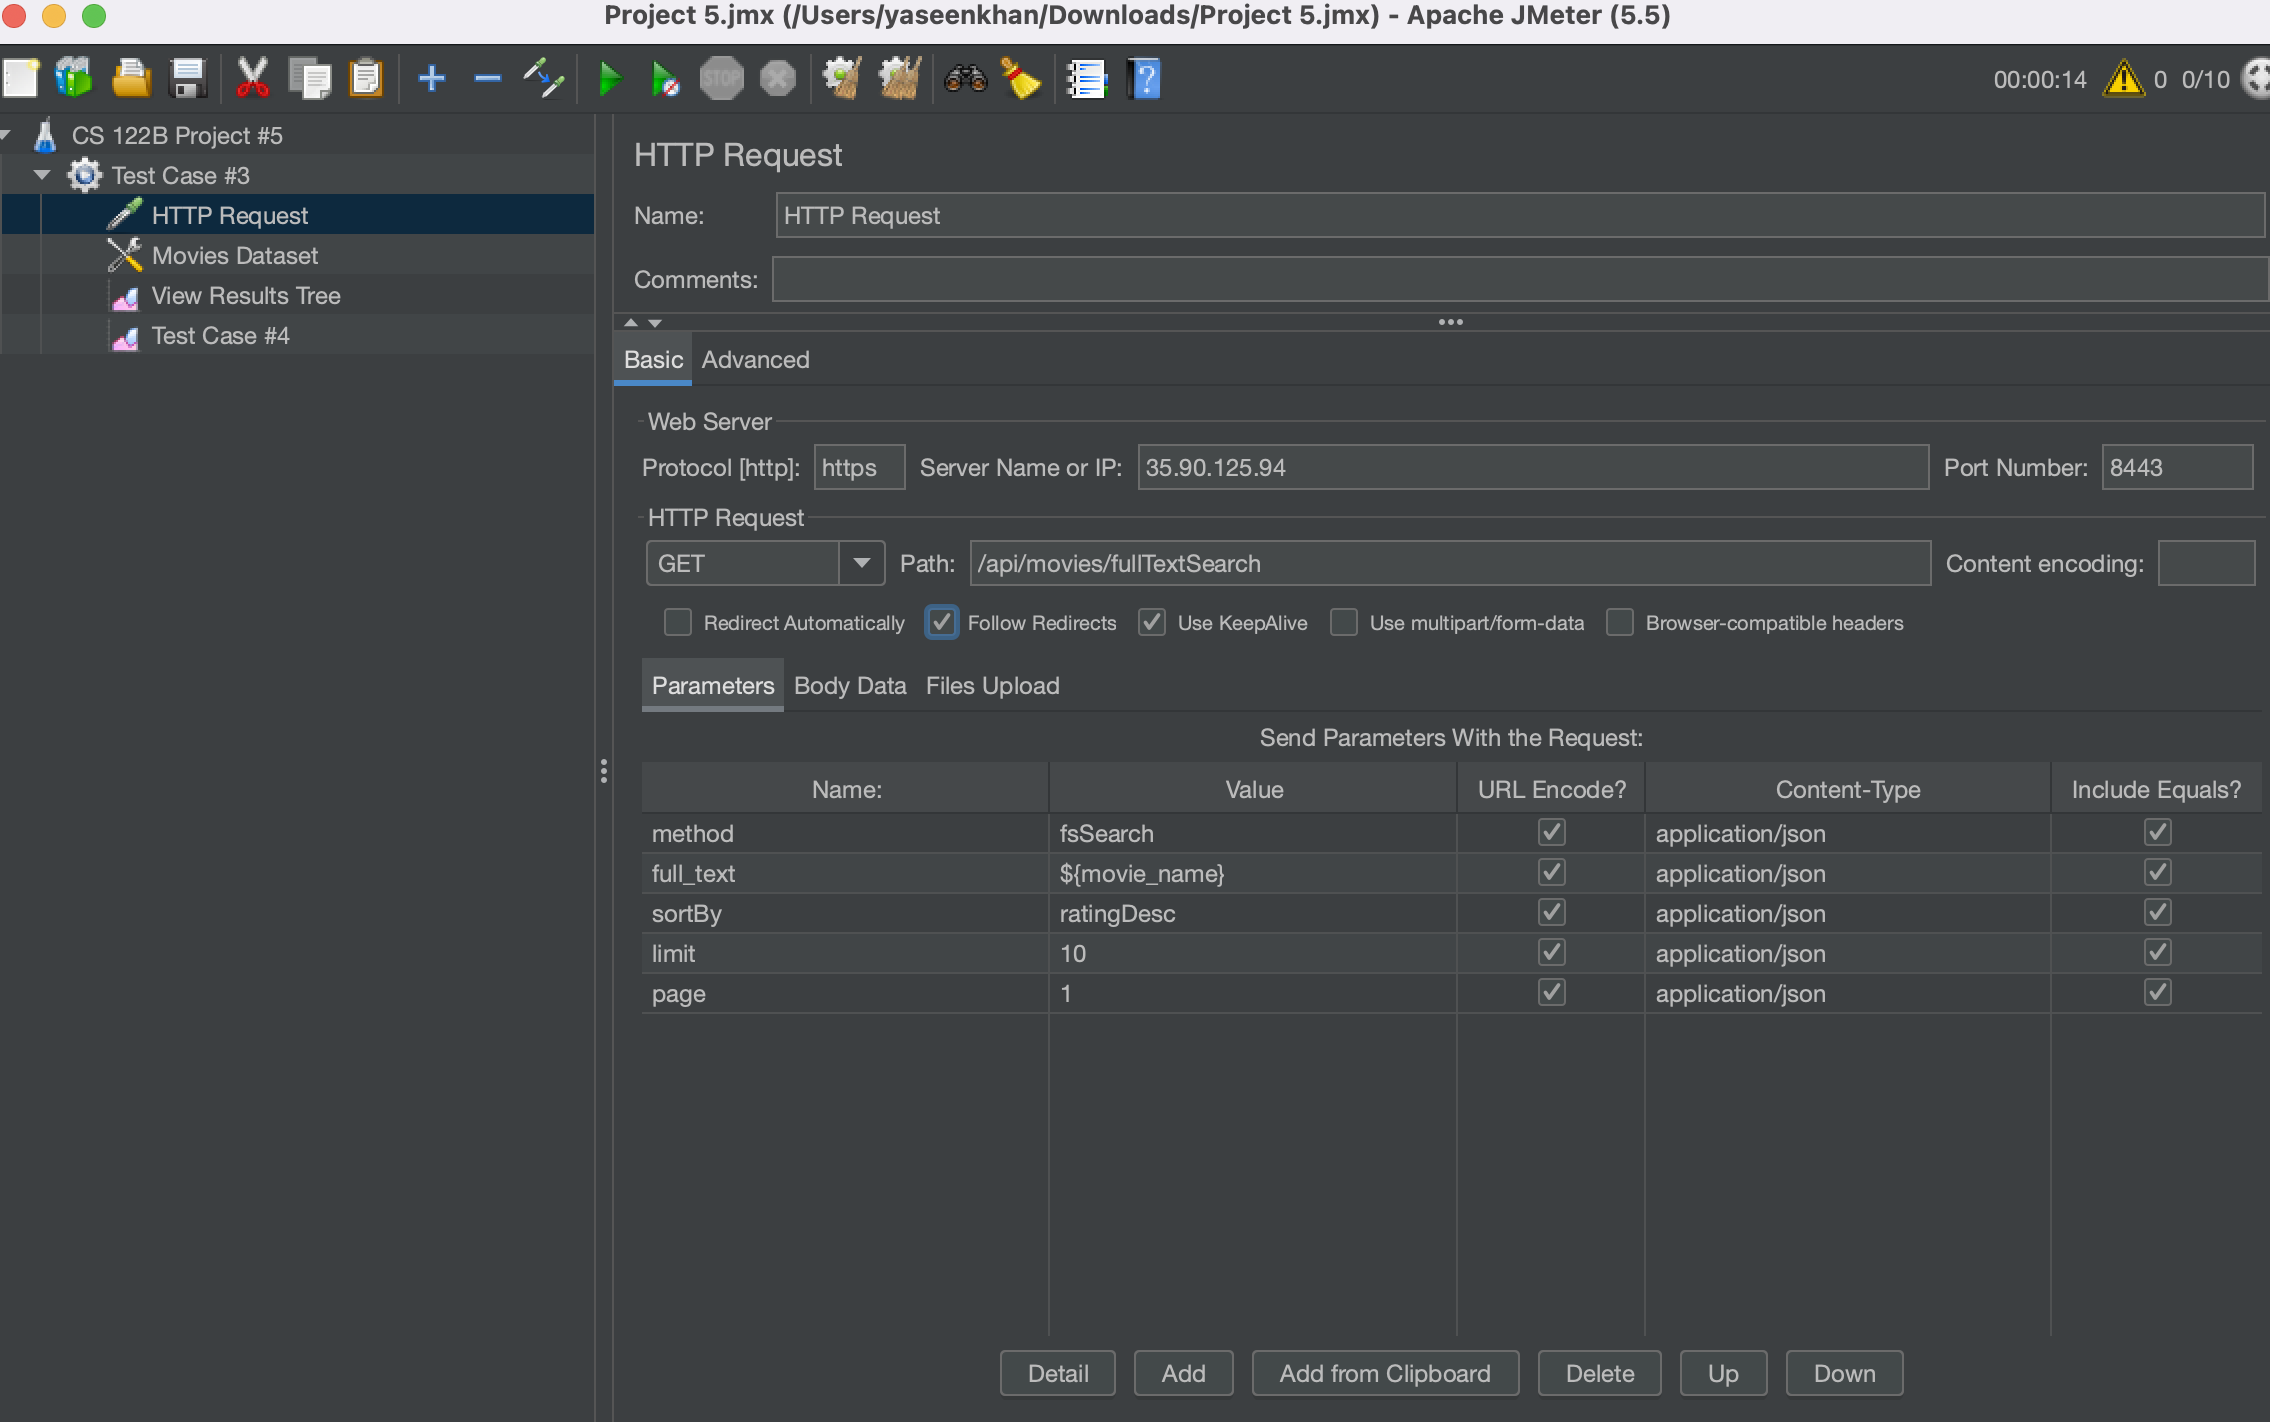 Project 5.jmx (/Users/yaseenkhan/Downloads/Project 5.jmx) - Apache JMeter (5.5)
STOP
?
00:00:14 0 0/10
CS 122B Project #5
Test Case #3
HTTP Request
Movies Dataset
View Results Tree
Test Case #4
HTTP Request
Name: HTTP Request
Comments:
Basic Advanced
Web Server
Protocol [http]: https Server Name or IP: 35.90.125.94 Port Number: 8443
HTTP Request
GET Path: /api/movies/fullTextSearch Content encoding:
Redirect Automatically Follow Redirects Use KeepAlive Use multipart/form-data Browser-compatible headers
Parameters Body Data Files Upload
Send Parameters With the Request:
Name: Value URL Encode? Content-Type Include Equals?
method fsSearch application/json
full_text ${movie_name} application/json
sortBy ratingDesc application/json
limit 10 application/json
page 1 application/json
Detail Add Add from Clipboard Delete Up Down